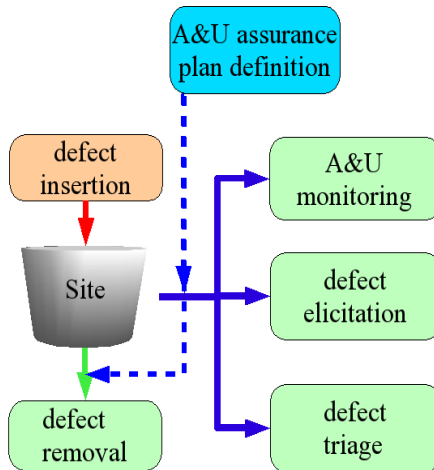 A&U assurance
plan definition
defect
insertion
A&U
monitoring
Site
defect
elicitation
defect
removal
defect
triage